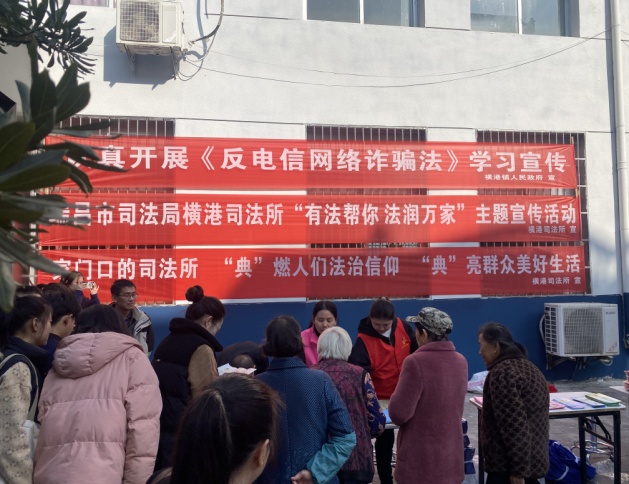 真开展《反电信网络诈骗法》学习宣传
横港镇人民政府 宣
昌市司法局横港司法所“有法帮你 法润万家”主题宣传活动
横港司法所 宣
家门口的司法所 “典”燃人们法治信仰 “典”亮群众美好生活
横港司法所 宣